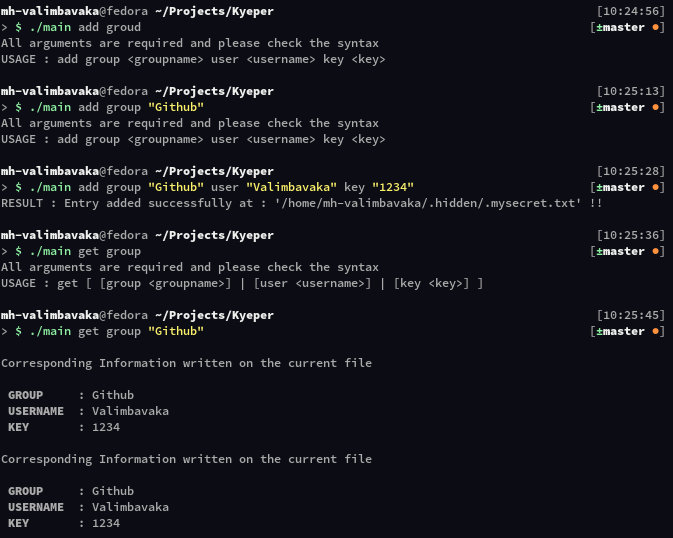 mh-valimbavaka@fedora ~/Projects/Kyeper [10:24:56]
> $ ./main add groud [±master ●]
All arguments are required and please check the syntax
USAGE : add group <groupname> user <username> key <key>
mh-valimbavaka@fedora ~/Projects/Kyeper [10:25:13]
> $ ./main add group "Github" [±master ●]
All arguments are required and please check the syntax
USAGE : add group <groupname> user <username> key <key>
mh-valimbavaka@fedora ~/Projects/Kyeper [10:25:28]
> $ ./main add group "Github" user "Valimbavaka" key "1234" [±master ●]
RESULT : Entry added successfully at : '/home/mh-valimbavaka/.hidden/.mysecret.txt' !!
mh-valimbavaka@fedora ~/Projects/Kyeper [10:25:36]
> $ ./main get group [±master ●]
All arguments are required and please check the syntax
USAGE : get [ [group <groupname>] | [user <username>] | [key <key>] ]
mh-valimbavaka@fedora ~/Projects/Kyeper [10:25:45]
> $ ./main get group "Github" [±master ●]
Corresponding Information written on the current file
GROUP : Github
USERNAME : Valimbavaka
KEY : 1234
Corresponding Information written on the current file
GROUP : Github
USERNAME : Valimbavaka
KEY : 1234